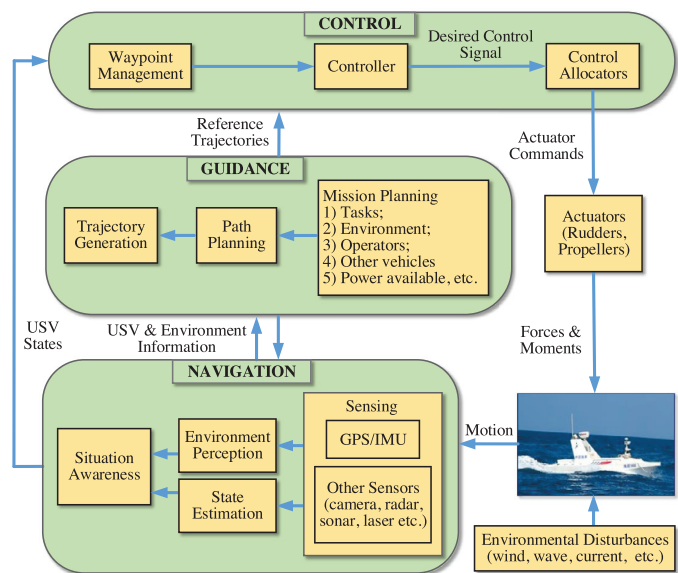 CONTROL
Waypoint
Management
Controller
Desired Control
Signal
Control
Allocators
Reference
Trajectories
Actuator
Commands
GUIDANCE
Trajectory
Generation
Path
Planning
Mission Planning
1) Tasks;
2) Environment;
3) Operators;
4) Other vehicles
5) Power available, etc.
Actuators
(Rudders,
Propellers)
USV
States
USV & Environment
Information
Forces &
Moments
NAVIGATION
Situation
Awareness
Environment
Perception
State
Estimation
Sensing
GPS/IMU
Other Sensors
(camera, radar,
sonar, laser etc.)
Motion
Environmental Disturbances
(wind, wave, current, etc.)